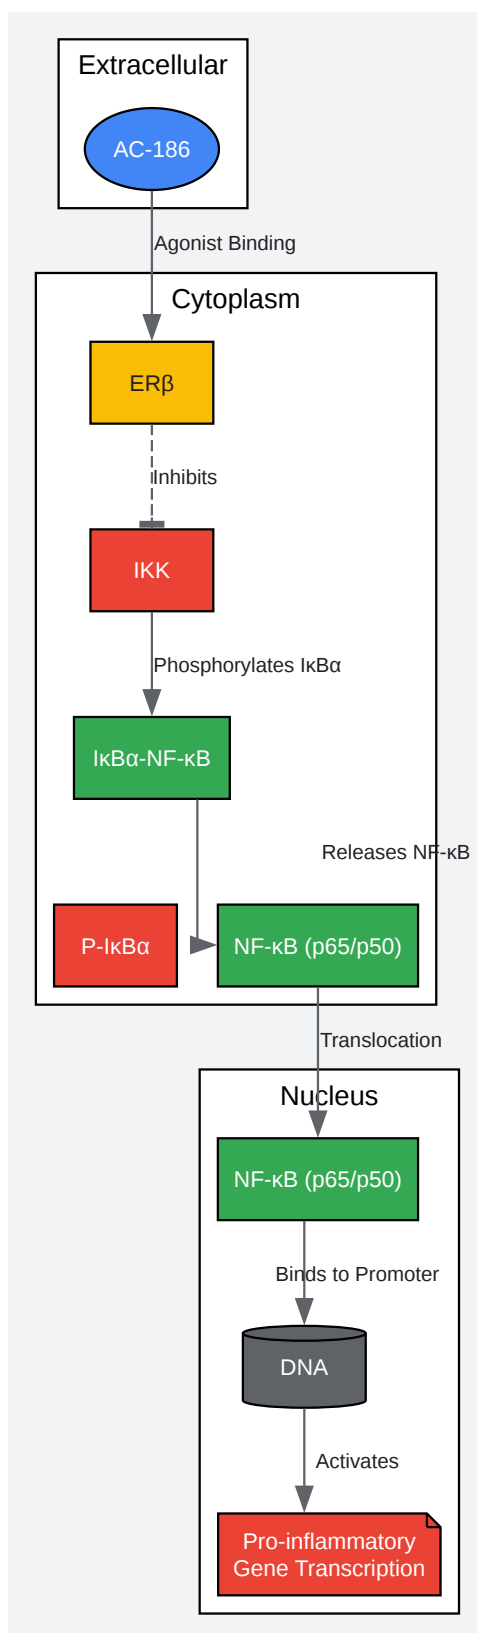 Extracellular
AC-186
Agonist Binding
Cytoplasm
ERβ
Inhibits
IKK
Phosphorylates IκBα
IκBα-NF-κB
Releases NF-κB
P-IκBα
NF-κB (p65/p50)
Translocation
Nucleus
NF-κB (p65/p50)
Binds to Promoter
DNA
Activates
Pro-inflammatory
Gene Transcription